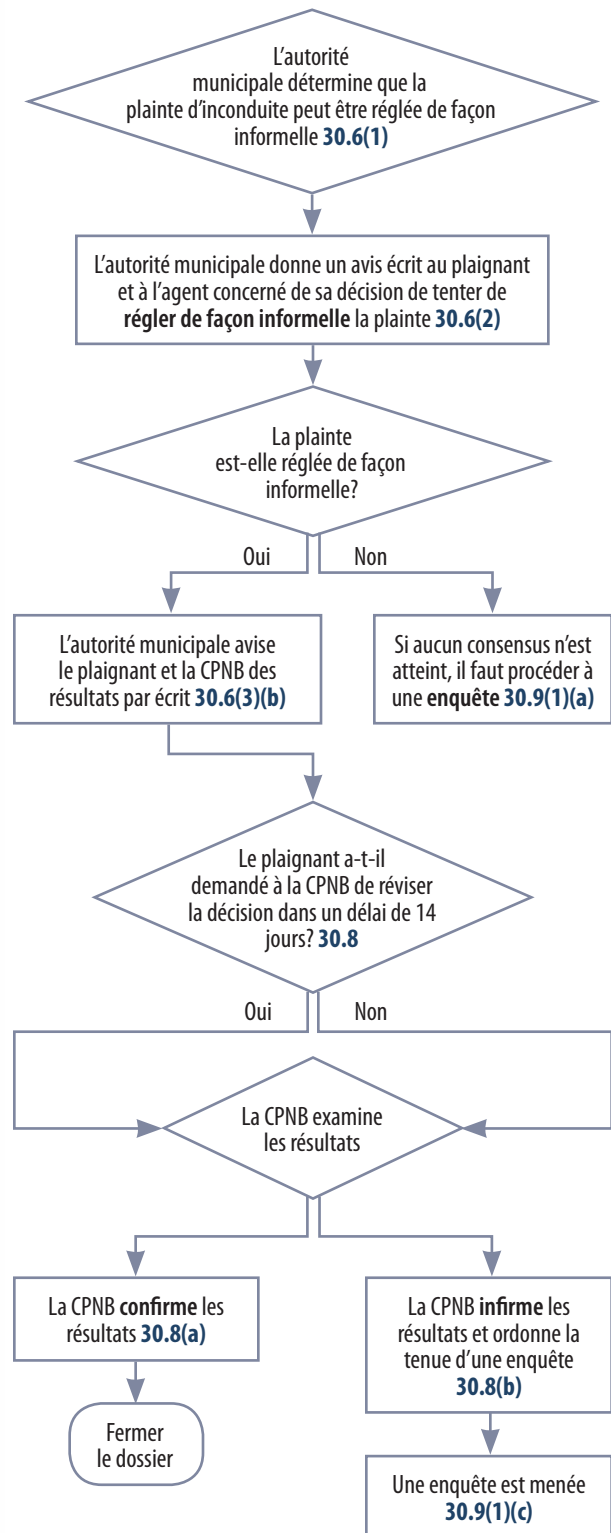 L’autorité
municipale détermine que la
plainte d’inconduite peut être réglée de façon
informelle 30.6(1)
L’autorité municipale donne un avis écrit au plaignant
et à l’agent concerné de sa décision de tenter de
régler de façon informelle la plainte 30.6(2)
La plainte
est-elle réglée de façon
informelle?
Oui
Non
L’autorité municipale avise
le plaignant et la CPNB des
résultats par écrit 30.6(3)(b)
Si aucun consensus n’est
atteint, il faut procéder à
une enquête 30.9(1)(a)
Le plaignant a-t-il
demandé à la CPNB de réviser
la décision dans un délai de 14
jours? 30.8
Oui
Non
La CPNB examine
les résultats
La CPNB confirme les
résultats 30.8(a)
La CPNB infirme les
résultats et ordonne la
tenue d’une enquête
30.8(b)
Fermer
le dossier
Une enquête est menée
30.9(1)(c)